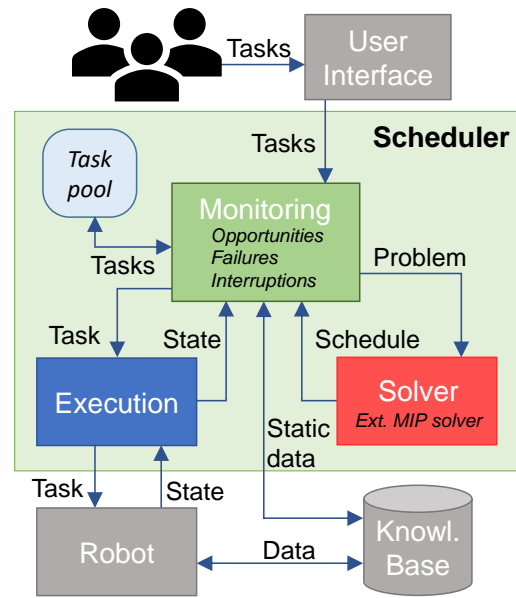 Tasks
User
Interface
Scheduler
Tasks
Task
pool
Monitoring
Opportunities
Failures
Interruptions
Tasks
Problem
Task
State
Schedule
Execution
Solver
Ext. MIP solver
Static
data
Task
State
Robot
Data
Knowl.
Base